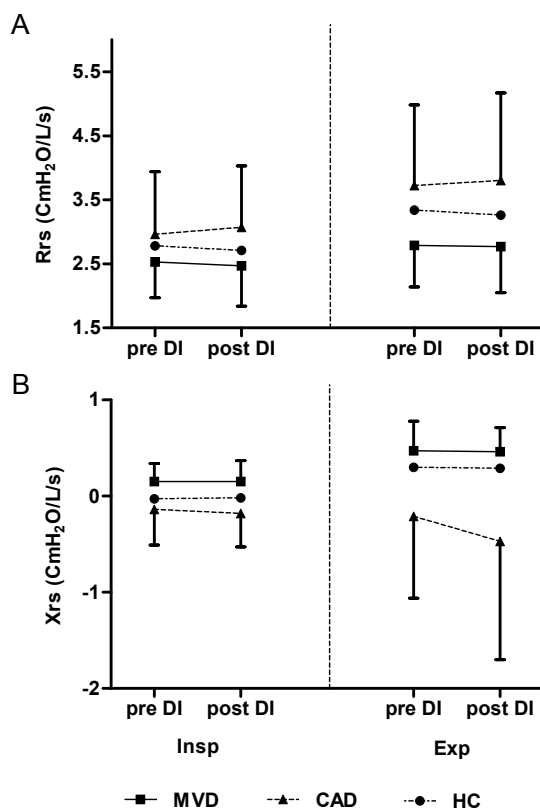 A
Rrs (CmH₂O/L/s)
5.5
4.5
3.5
2.5
1.5
pre DI post DI pre DI post DI
B
Xrs (CmH₂O/L/s)
1
0
-1
-2
pre DI post DI pre DI post DI
Insp Exp
MVD CAD HC